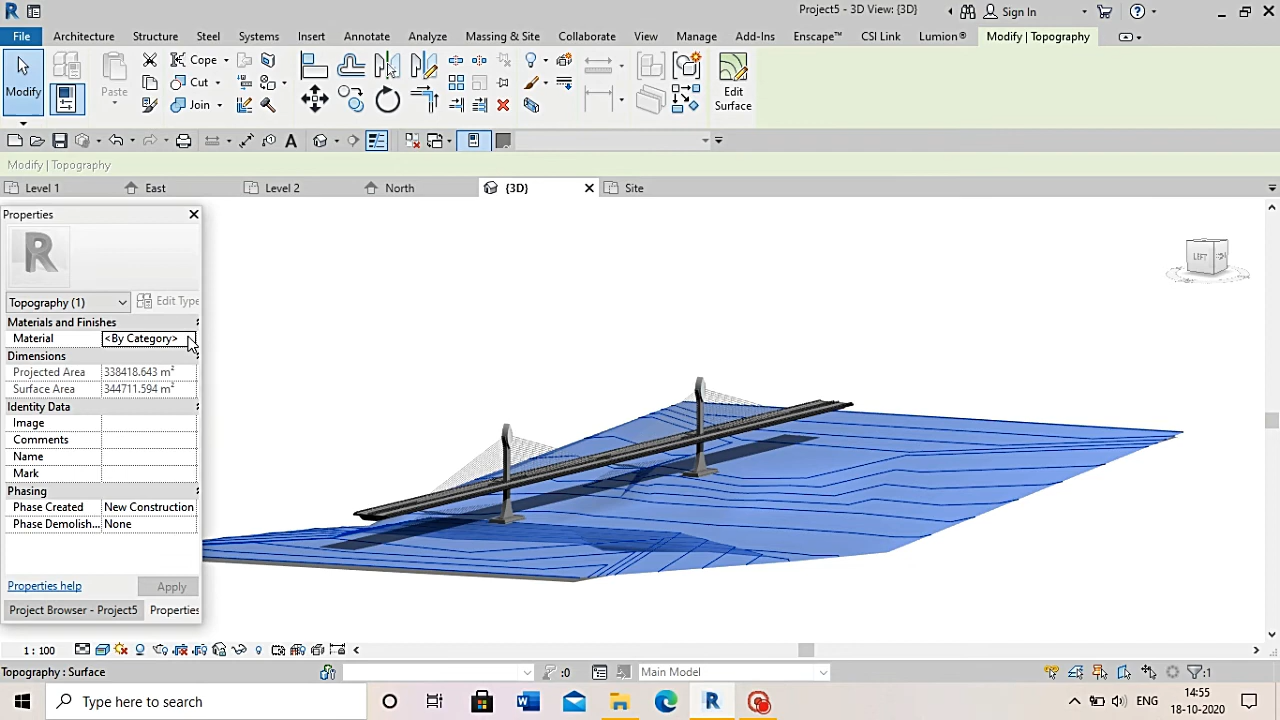 Project5 - 3D View: {3D}
Sign In
File Architecture Structure Steel Systems Insert Annotate Analyze Massing & Site Collaborate View Manage Add-Ins Enscape™ CSI Link Lumion® Modify | Topography
Modify
Paste
Cope
Cut
Join
Edit
Surface
Modify | Topography
Level 1 East Level 2 North {3D} Site
Properties
Topography (1) Edit Type
Materials and Finishes
Material <By Category>
Dimensions
Projected Area 338418.643 m²
Surface Area 344711.594 m²
Identity Data
Image
Comments
Name
Mark
Phasing
Phase Created New Construction
Phase Demolish... None
Properties help Apply
Project Browser - Project5 Properties
LEFT
1 : 100
Topography : Surface :0 Main Model :1
Type here to search
ENG
14:55
18-10-2020